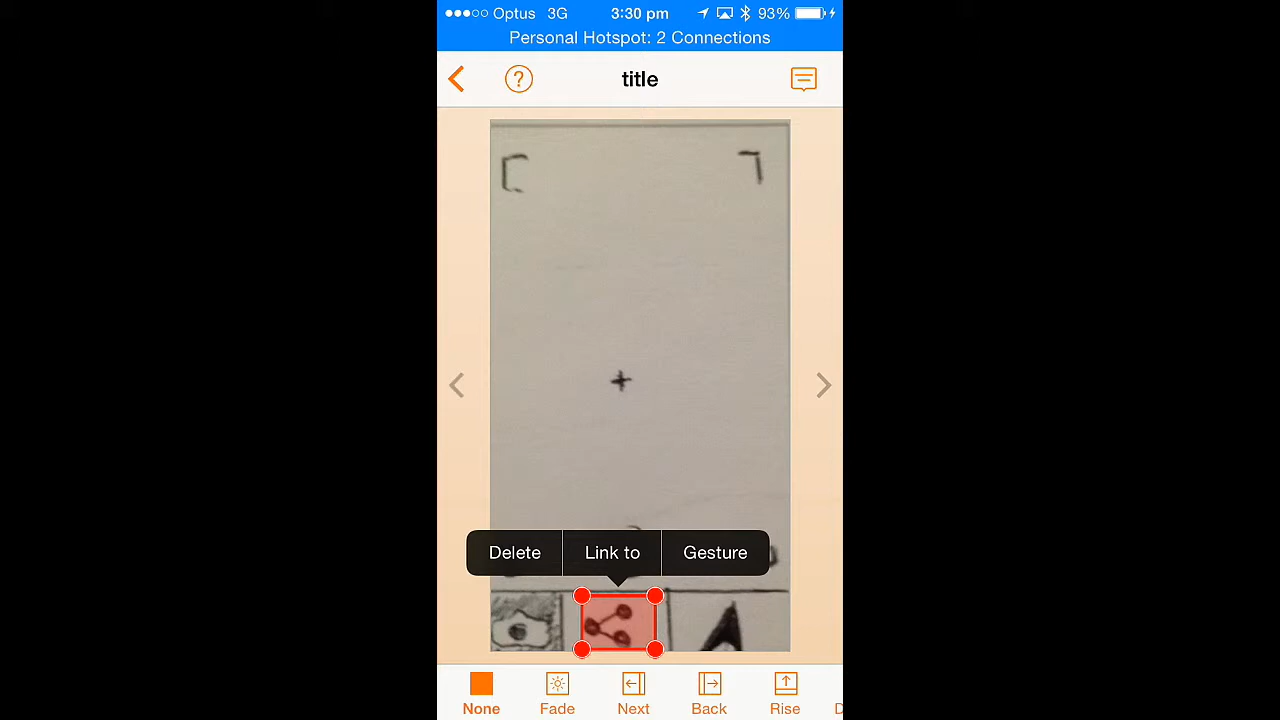 Optus 3G 3:30 pm 93%
Personal Hotspot: 2 Connections
? title
Delete Link to Gesture
None Fade Next Back Rise D